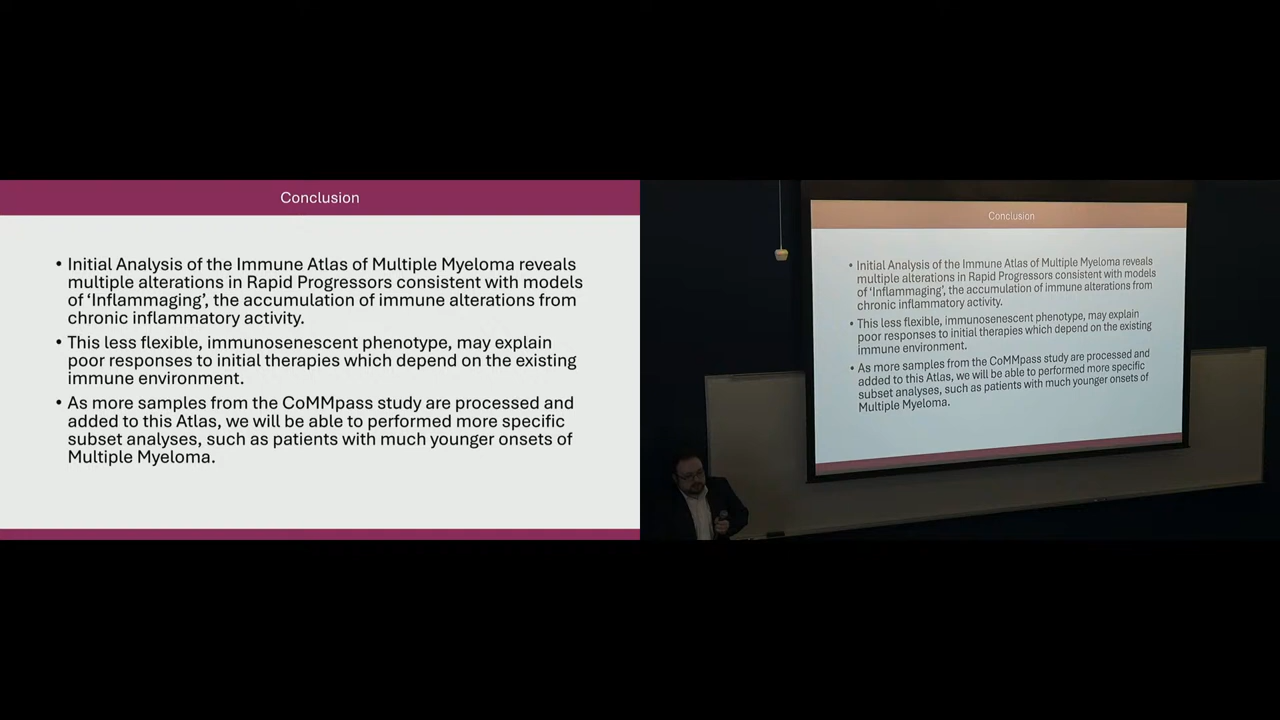 Conclusion
• Initial Analysis of the Immune Atlas of Multiple Myeloma reveals
multiple alterations in Rapid Progressors consistent with models
of ‘Inflammaging’, the accumulation of immune alterations from
chronic inflammatory activity.
• This less flexible, immunosenescent phenotype, may explain
poor responses to initial therapies which depend on the existing
immune environment.
• As more samples from the CoMMpass study are processed and
added to this Atlas, we will be able to performed more specific
subset analyses, such as patients with much younger onsets of
Multiple Myeloma.
Conclusion
• Initial Analysis of the Immune Atlas of Multiple Myeloma reveals
multiple alterations in Rapid Progressors consistent with models
of ‘Inflammaging’, the accumulation of immune alterations from
chronic inflammatory activity.
• This less flexible, immunosenescent phenotype, may explain
poor responses to initial therapies which depend on the existing
immune environment.
• As more samples from the CoMMpass study are processed and
added to this Atlas, we will be able to performed more specific
subset analyses, such as patients with much younger onsets of
Multiple Myeloma.